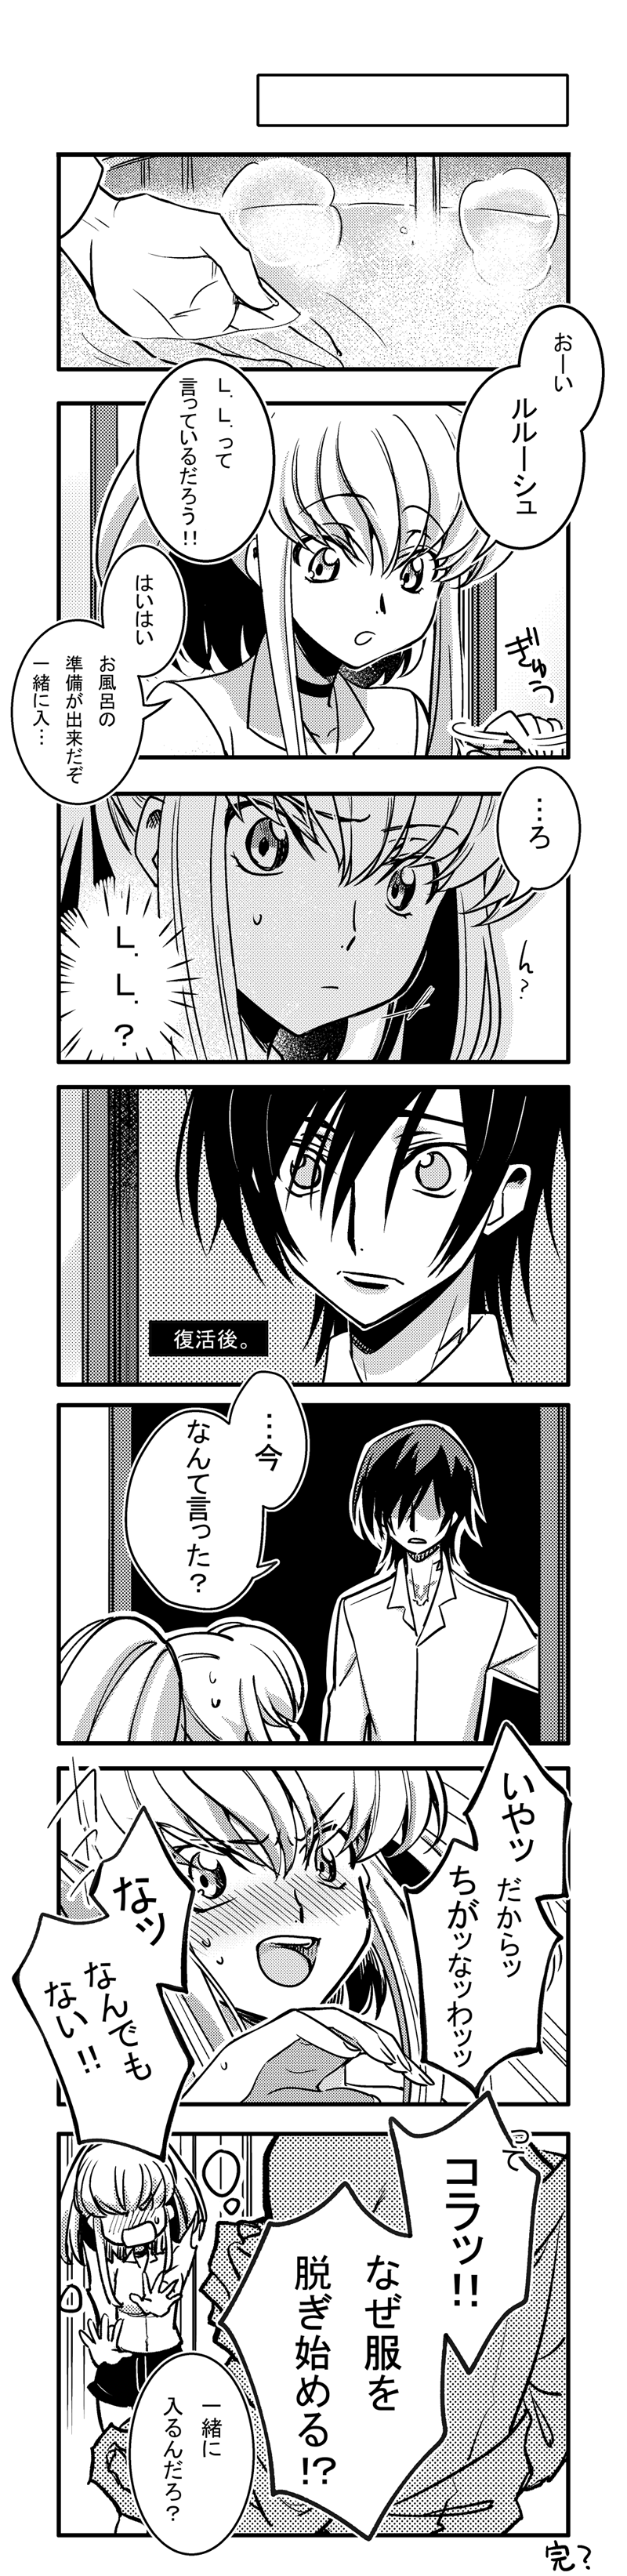 おーい
ルルーシュ
L.L.って
言っているだろう!!
はいはい
お風呂の
準備が出来だぞ
一緒に入…
ぎゅう
…ろ
ん?
L.L.?
復活後。
…今
なんて言った?
いやッ だからッ
ちがッなッわッッ
なッ
なんでも
ない!!
って
コラッ!!
なぜ服を
脱ぎ始める!?
一緒に
入るんだろ?
完?